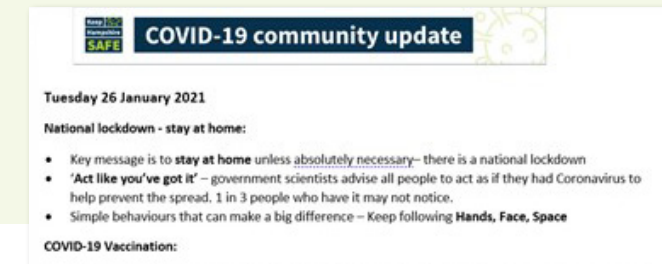 Keep
Hampshire
SAFE
COVID-19 community update
Tuesday 26 January 2021
National lockdown - stay at home:
• Key message is to stay at home unless absolutely necessary– there is a national lockdown
• ‘Act like you’ve got it’ – government scientists advise all people to act as if they had Coronavirus to
help prevent the spread. 1 in 3 people who have it may not notice.
• Simple behaviours that can make a big difference – Keep following Hands, Face, Space
COVID-19 Vaccination: